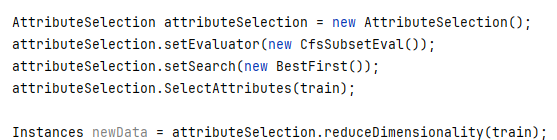 AttributeSelection attributeSelection = new AttributeSelection();
attributeSelection.setEvaluator(new CfsSubsetEval());
attributeSelection.setSearch(new BestFirst());
attributeSelection.SelectAttributes(train);
Instances newData = attributeSelection.reduceDimensionality(train);